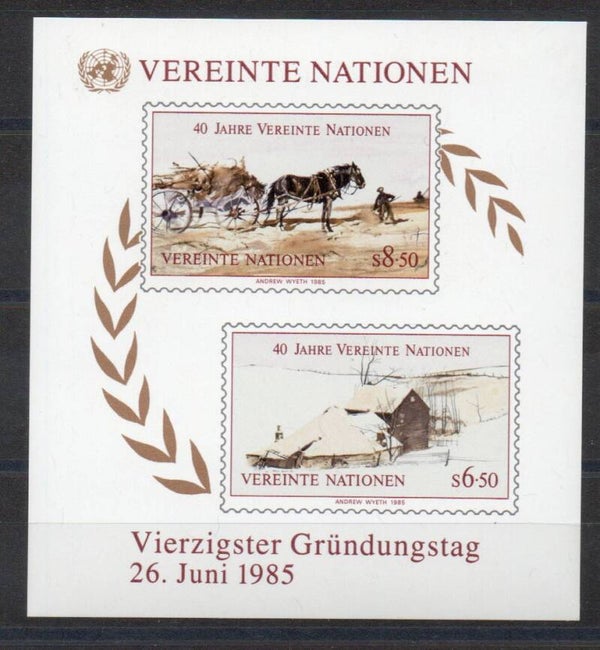 VEREINTE NATIONEN
40 JAHRE VEREINTE NATIONEN
VEREINTE NATIONEN s8·50
ANDREW WYETH 1985
40 JAHRE VEREINTE NATIONEN
VEREINTE NATIONEN s6·50
ANDREW WYETH 1985
Vierzigster Gründungstag
26. Juni 1985